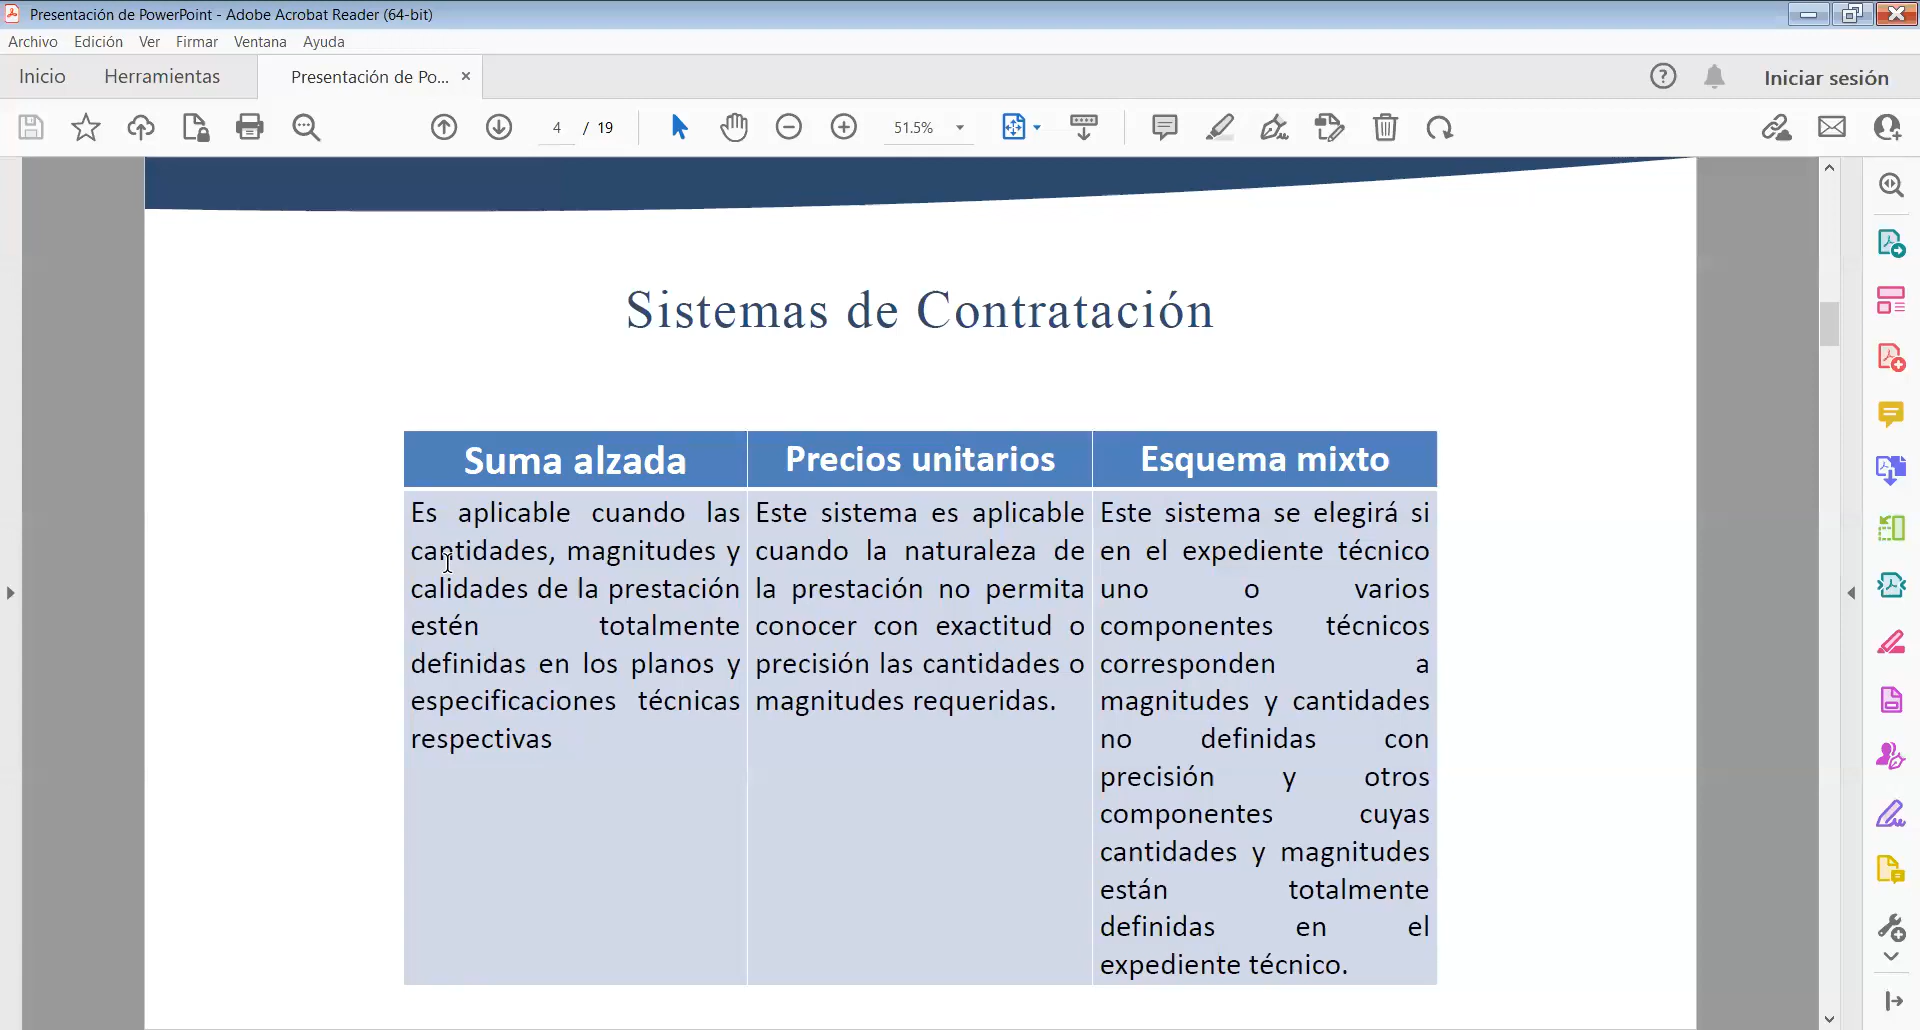 Presentación de PowerPoint - Adobe Acrobat Reader (64-bit)
Archivo Edición Ver Firmar Ventana Ayuda
Inicio Herramientas Presentación de Po... Iniciar sesión
4 / 19 51.5%
Sistemas de Contratación
Suma alzada
Es aplicable cuando las
cantidades, magnitudes y
calidades de la prestación
estén totalmente
definidas en los planos y
especificaciones técnicas
respectivas
Precios unitarios
Este sistema es aplicable
cuando la naturaleza de
la prestación no permita
conocer con exactitud o
precisión las cantidades o
magnitudes requeridas.
Esquema mixto
Este sistema se elegirá si
en el expediente técnico
uno o varios
componentes técnicos
corresponden a
magnitudes y cantidades
no definidas con
precisión y otros
componentes cuyas
cantidades y magnitudes
están totalmente
definidas en el
expediente técnico.